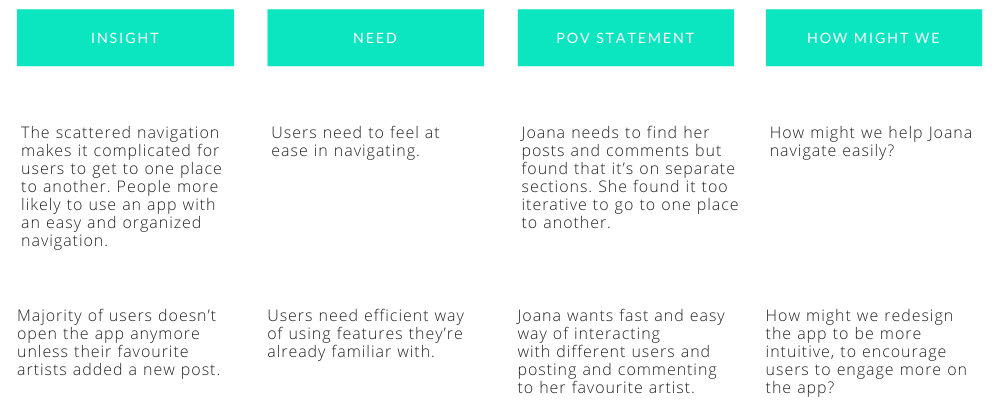 INSIGHT
NEED
POV STATEMENT
HOW MIGHT WE
The scattered navigation
makes it complicated for
users to get to one place
to another. People more
likely to use an app with
an easy and organized
navigation.
Users need to feel at
ease in navigating.
Joana needs to find her
posts and comments but
found that it’s on separate
sections. She found it too
iterative to go to one place
to another.
How might we help Joana
navigate easily?
Majority of users doesn’t
open the app anymore
unless their favourite
artists added a new post.
Users need efficient way
of using features they’re
already familiar with.
Joana wants fast and easy
way of interacting
with different users and
posting and commenting
to her favourite artist.
How might we redesign
the app to be more
intuitive, to encourage
users to engage more on
the app?